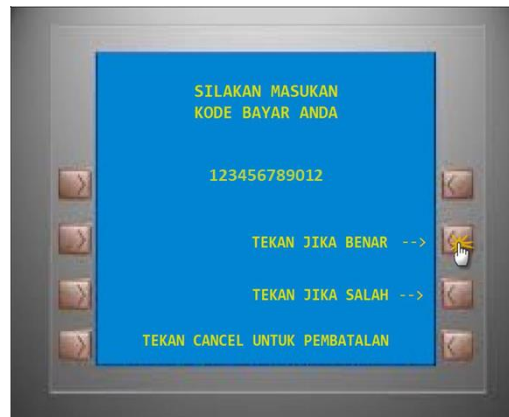 SILAKAN MASUKAN
KODE BAYAR ANDA
123456789012
TEKAN JIKA BENAR -->
TEKAN JIKA SALAH -->
TEKAN CANCEL UNTUK PEMBATALAN